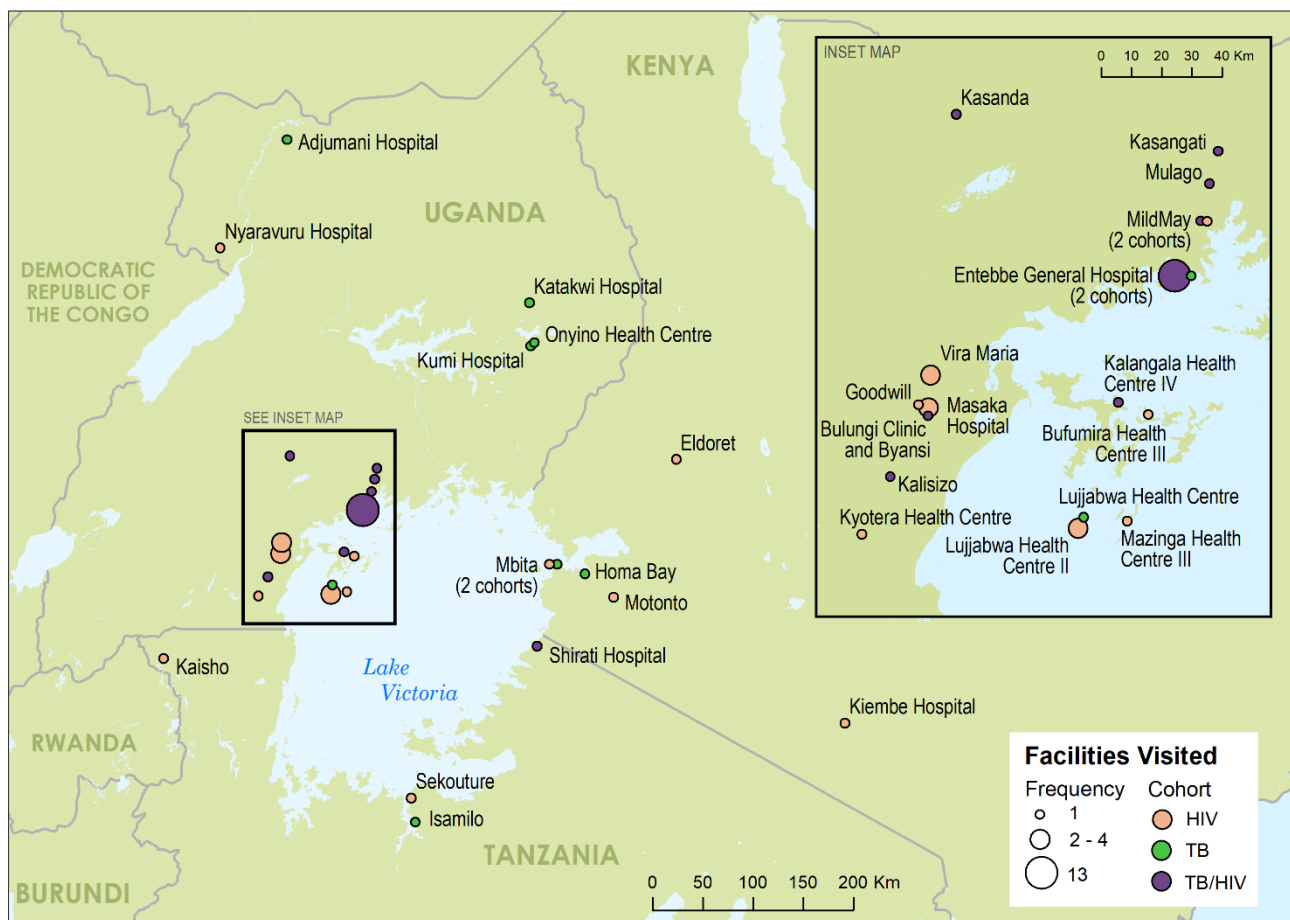 KENYA
Adjumani Hospital
UGANDA
Nyaravuru Hospital
DEMOCRATIC
REPUBLIC OF
THE CONGO
Katakwi Hospital
Onyino Health Centre
Kumi Hospital
SEE INSET MAP
Eldoret
Mbita
(2 cohorts)
Homa Bay
Motonto
Shirati Hospital
Kaisho
Lake
Victoria
Kiembe Hospital
RWANDA
Sekouture
Isamilo
TANZANIA
BURUNDI
0 50 100 150 200 Km
INSET MAP
0 10 20 30 40 Km
Kasanda
Kasangati
Mulago
MildMay
(2 cohorts)
Entebbe General Hospital
(2 cohorts)
Vira Maria
Kalangala Health
Centre IV
Goodwill
Masaka
Hospital
Bulungi Clinic
and Byansi
Bufumira Health
Centre III
Kalisizo
Lujjabwa Health Centre
Kyotera Health Centre
Lujjabwa Health
Centre II
Mazinga Health
Centre III
Facilities Visited
Frequency
1
2 - 4
13
Cohort
HIV
TB
TB/HIV